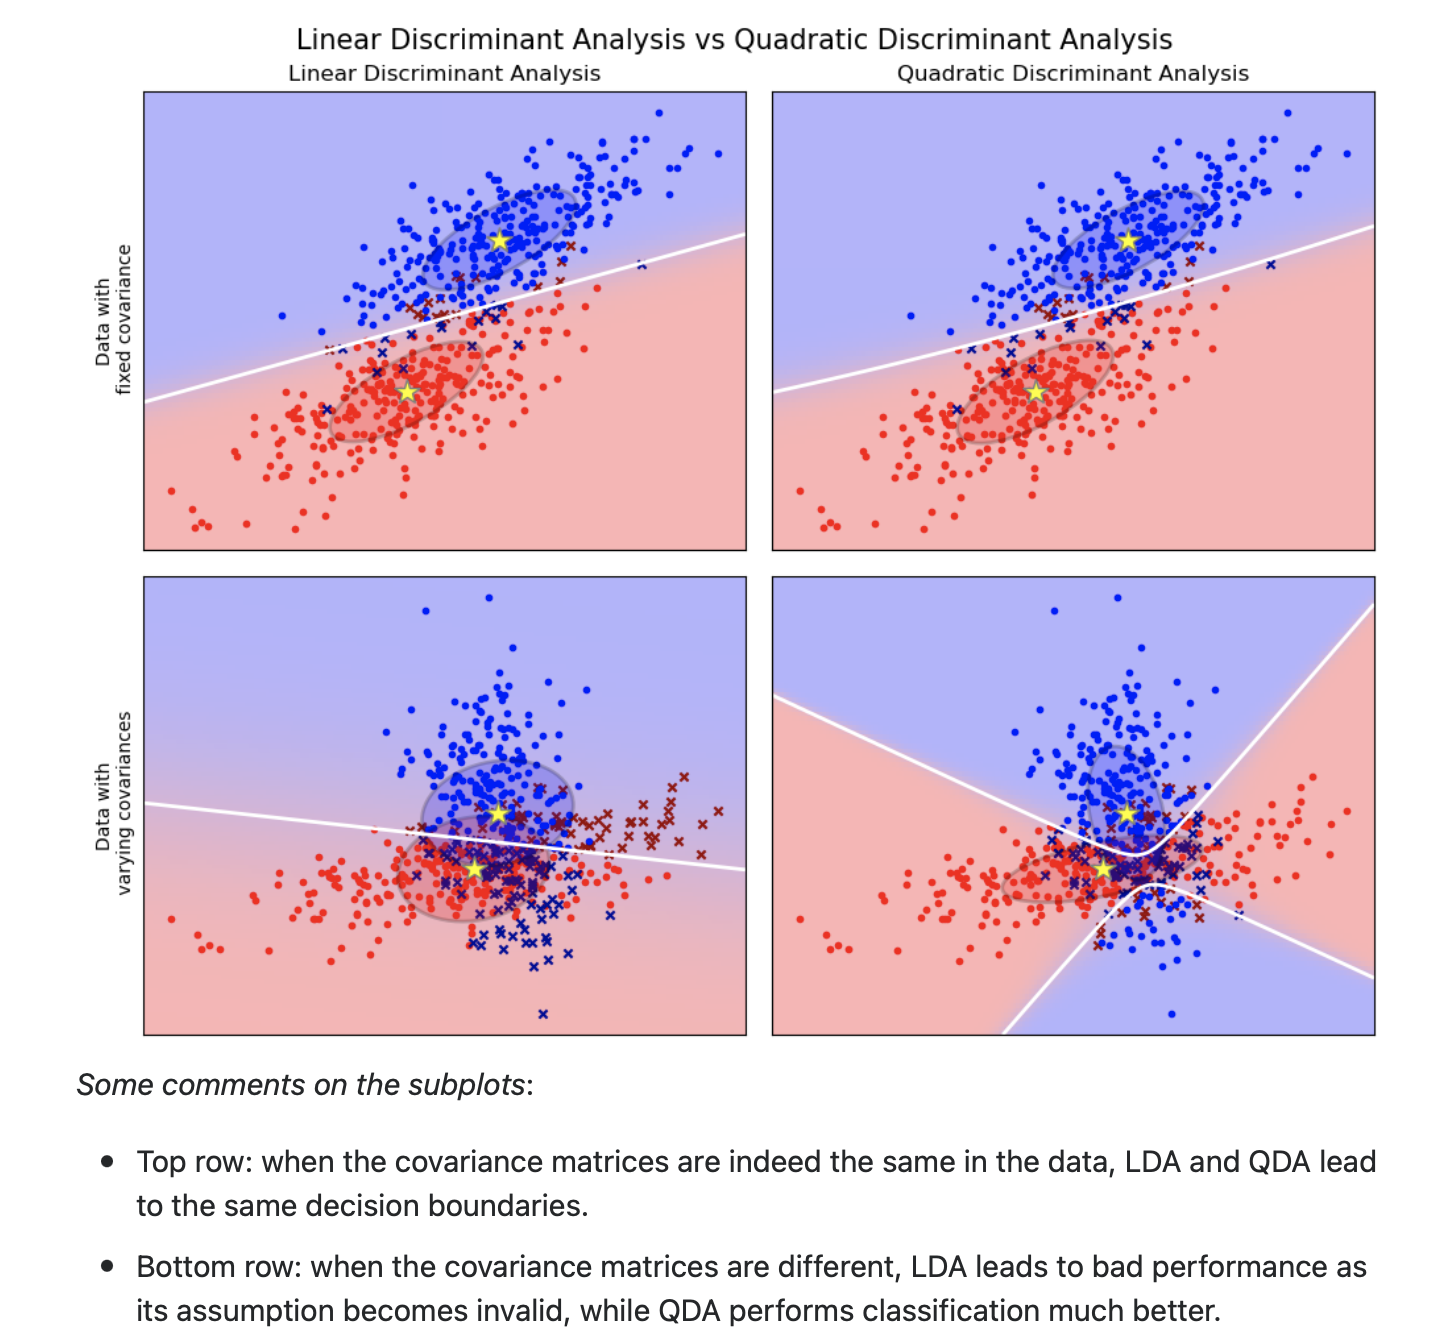 Linear Discriminant Analysis vs Quadratic Discriminant Analysis
Linear Discriminant Analysis
Quadratic Discriminant Analysis
Data with
fixed covariance
Data with
varying covariances
Some comments on the subplots:
• Top row: when the covariance matrices are indeed the same in the data, LDA and QDA lead
to the same decision boundaries.
• Bottom row: when the covariance matrices are different, LDA leads to bad performance as
its assumption becomes invalid, while QDA performs classification much better.